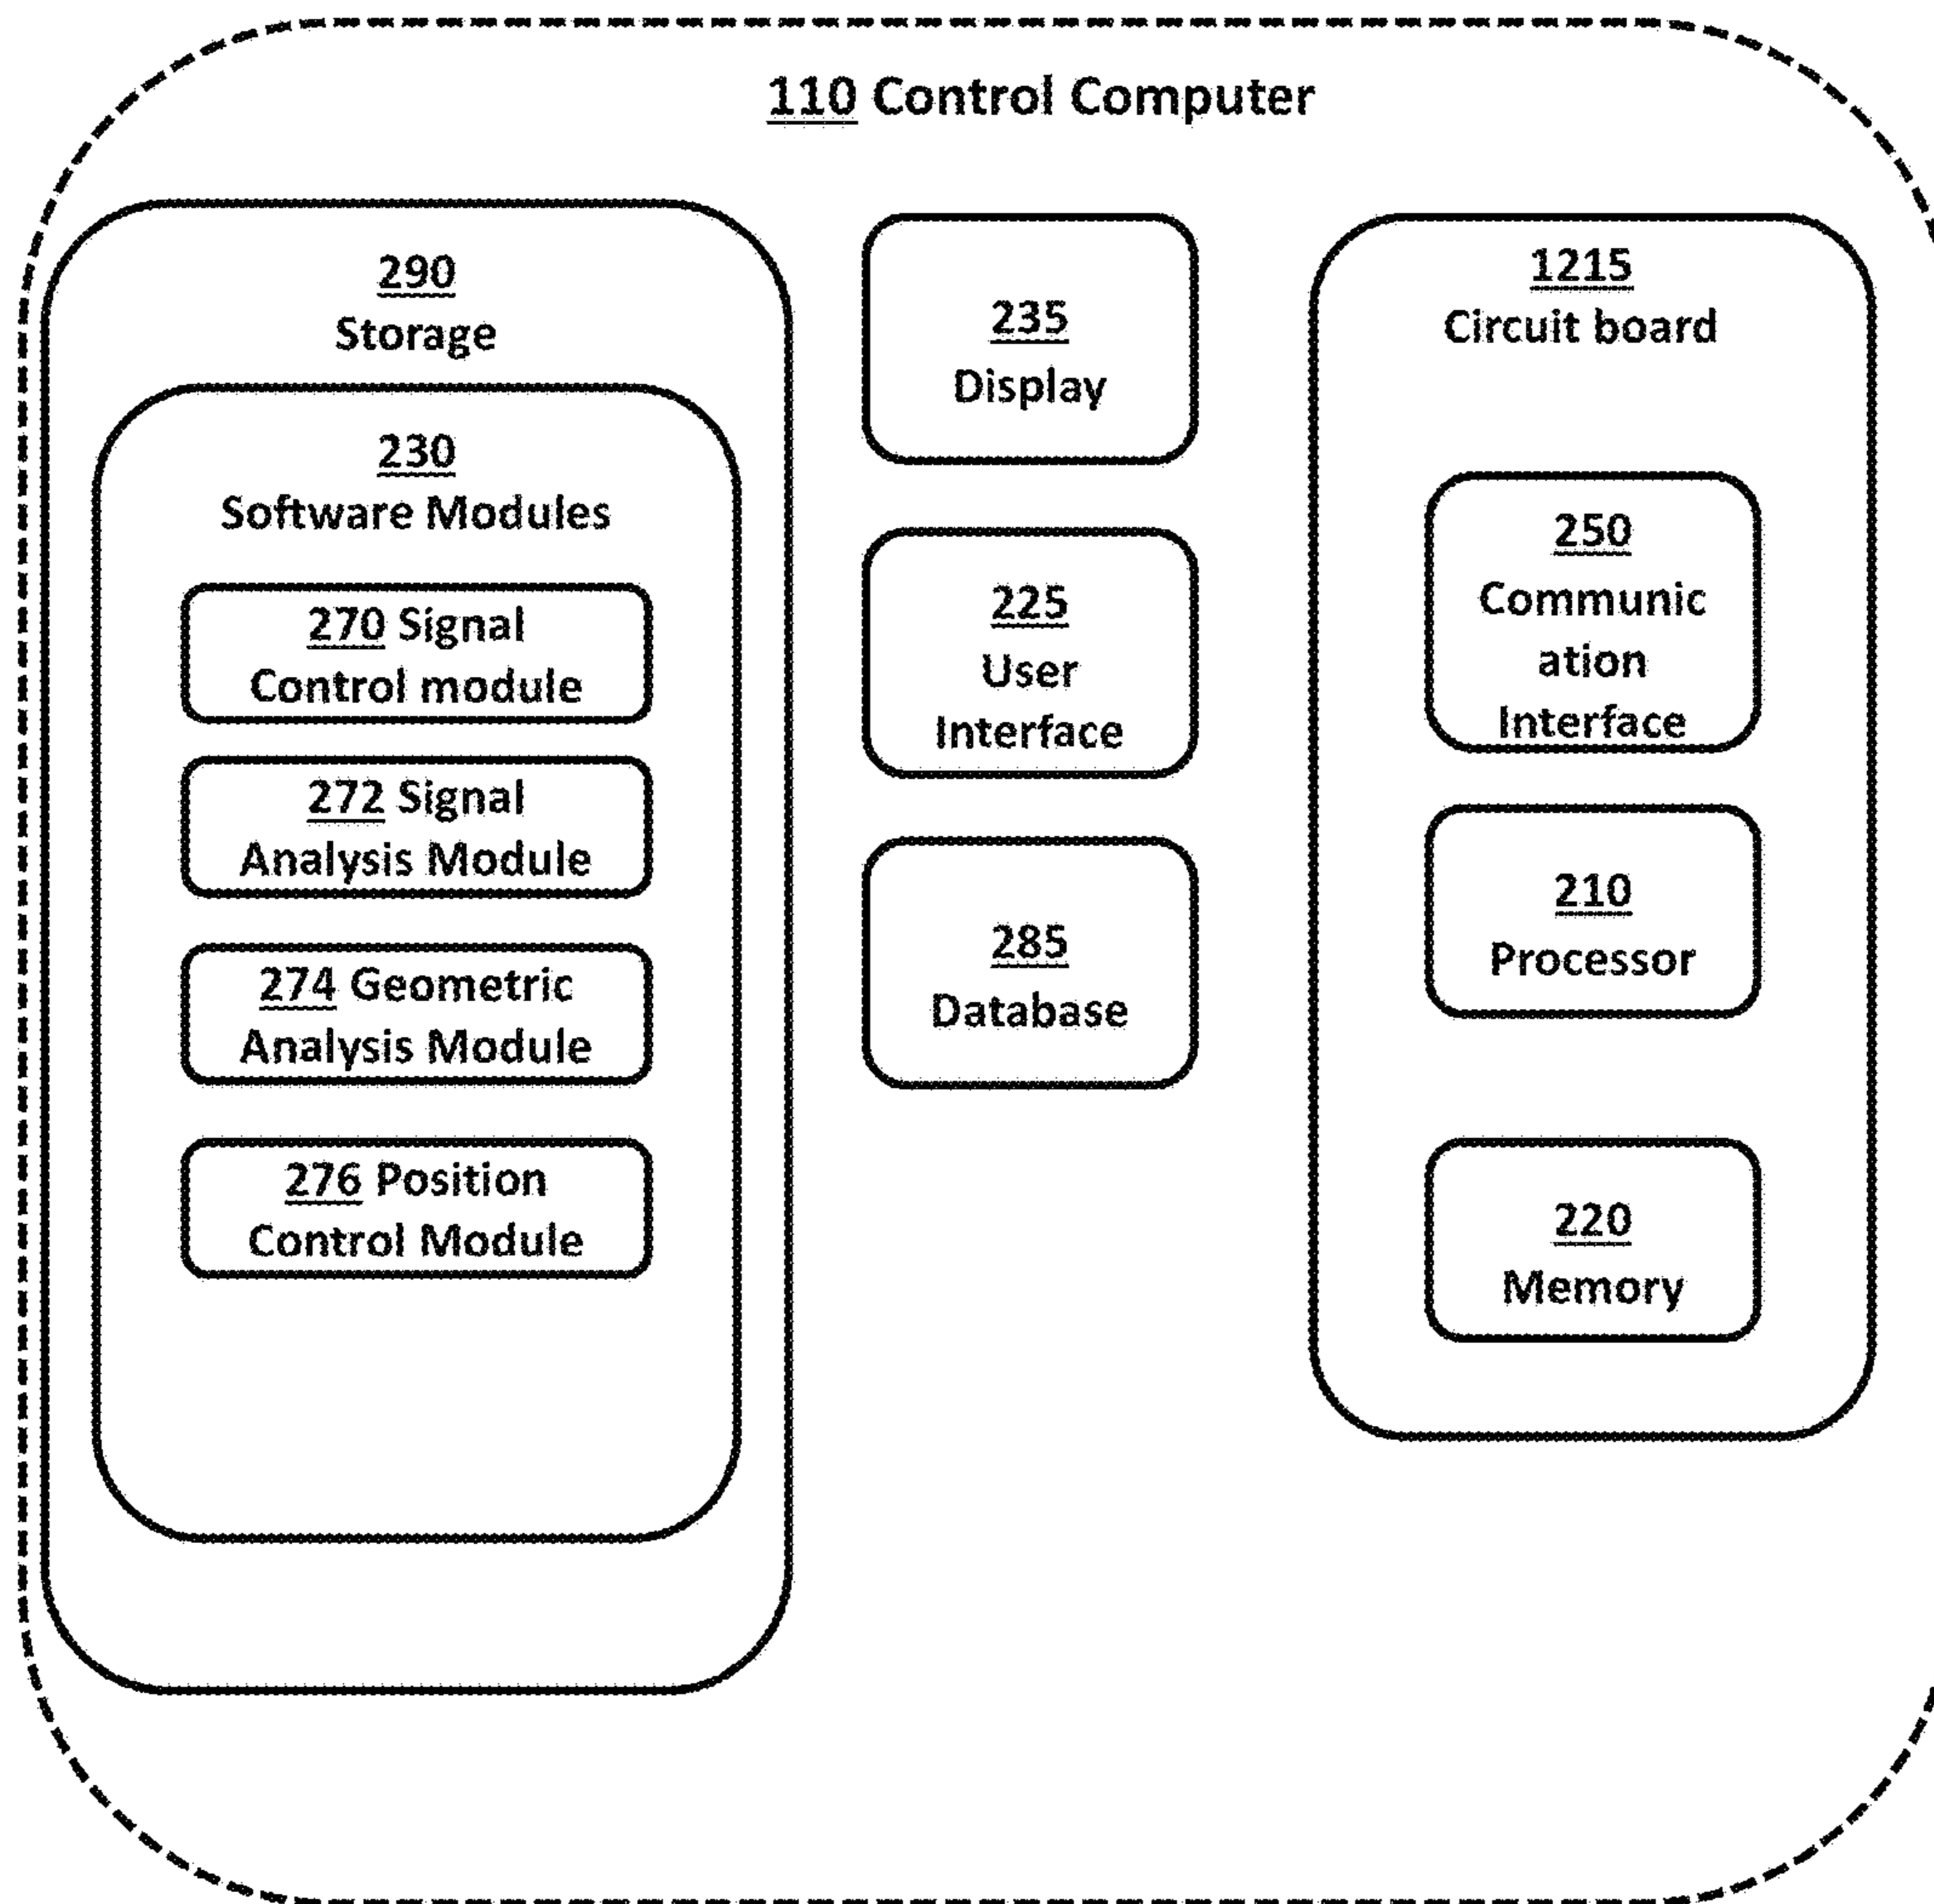 110 Control Computer
290
Storage
230
Software Modules
270 Signal
Control module
272 Signal
Analysis Module
274 Geometric
Analysis Module
276 Position
Control Module
235
Display
225
User
Interface
285
Database
1215
Circuit board
250
Communic
ation
Interface
210
Processor
220
Memory